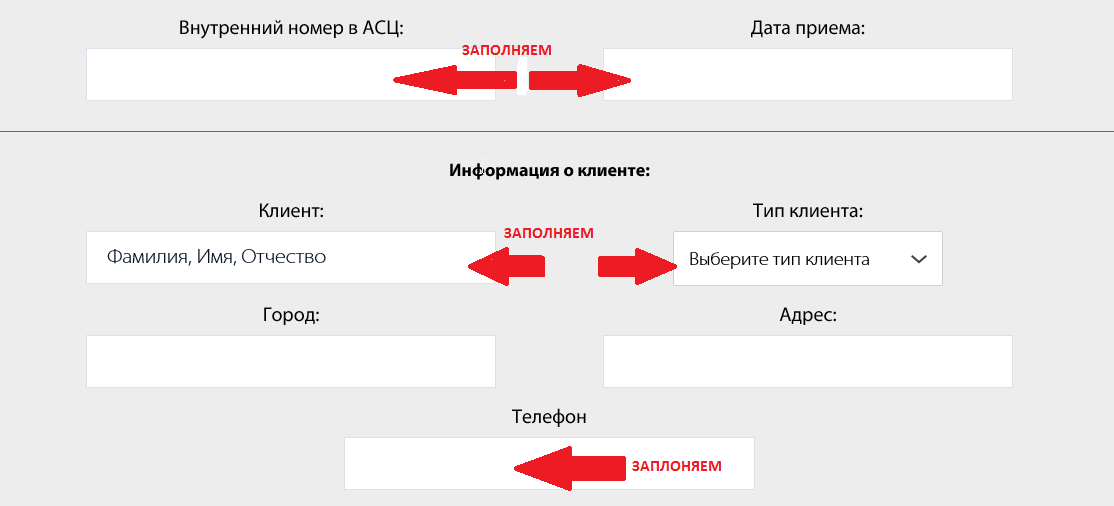 Внутренний номер в АСЦ:
Дата приема:
ЗАПОЛНЯЕМ
Информация о клиенте:
Клиент:
Тип клиента:
ЗАПОЛНЯЕМ
Фамилия, Имя, Отчество
Выберите тип клиента
Город:
Адрес:
Телефон
ЗАПЛОНЯЕМ